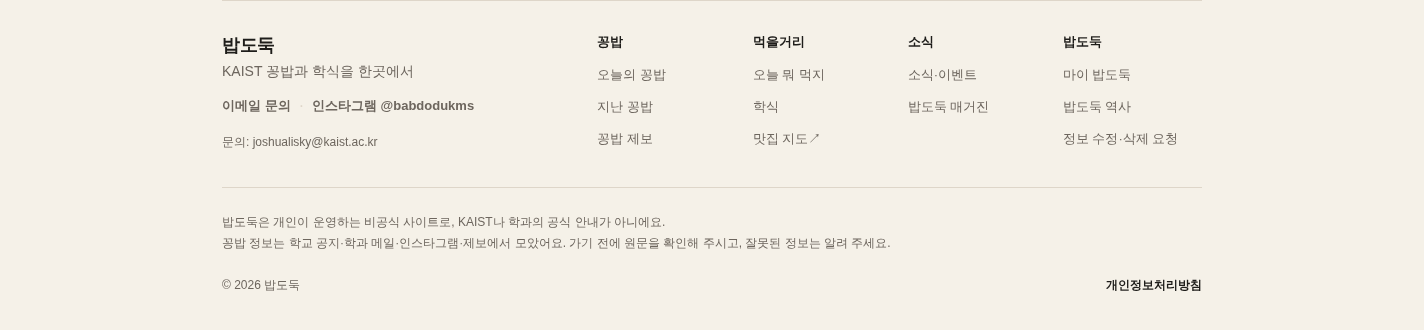 밥도둑
KAIST 꽁밥과 학식을 한곳에서
이메일 문의 · 인스타그램 @babdodukms
문의: joshualisky@kaist.ac.kr
꽁밥
오늘의 꽁밥
지난 꽁밥
꽁밥 제보
먹을거리
오늘 뭐 먹지
학식
맛집 지도↗
소식
소식·이벤트
밥도둑 매거진
밥도둑
마이 밥도둑
밥도둑 역사
정보 수정·삭제 요청
밥도둑은 개인이 운영하는 비공식 사이트로, KAIST나 학과의 공식 안내가 아니에요.
꽁밥 정보는 학교 공지·학과 메일·인스타그램·제보에서 모았어요. 가기 전에 원문을 확인해 주시고, 잘못된 정보는 알려 주세요.
© 2026 밥도둑
개인정보처리방침